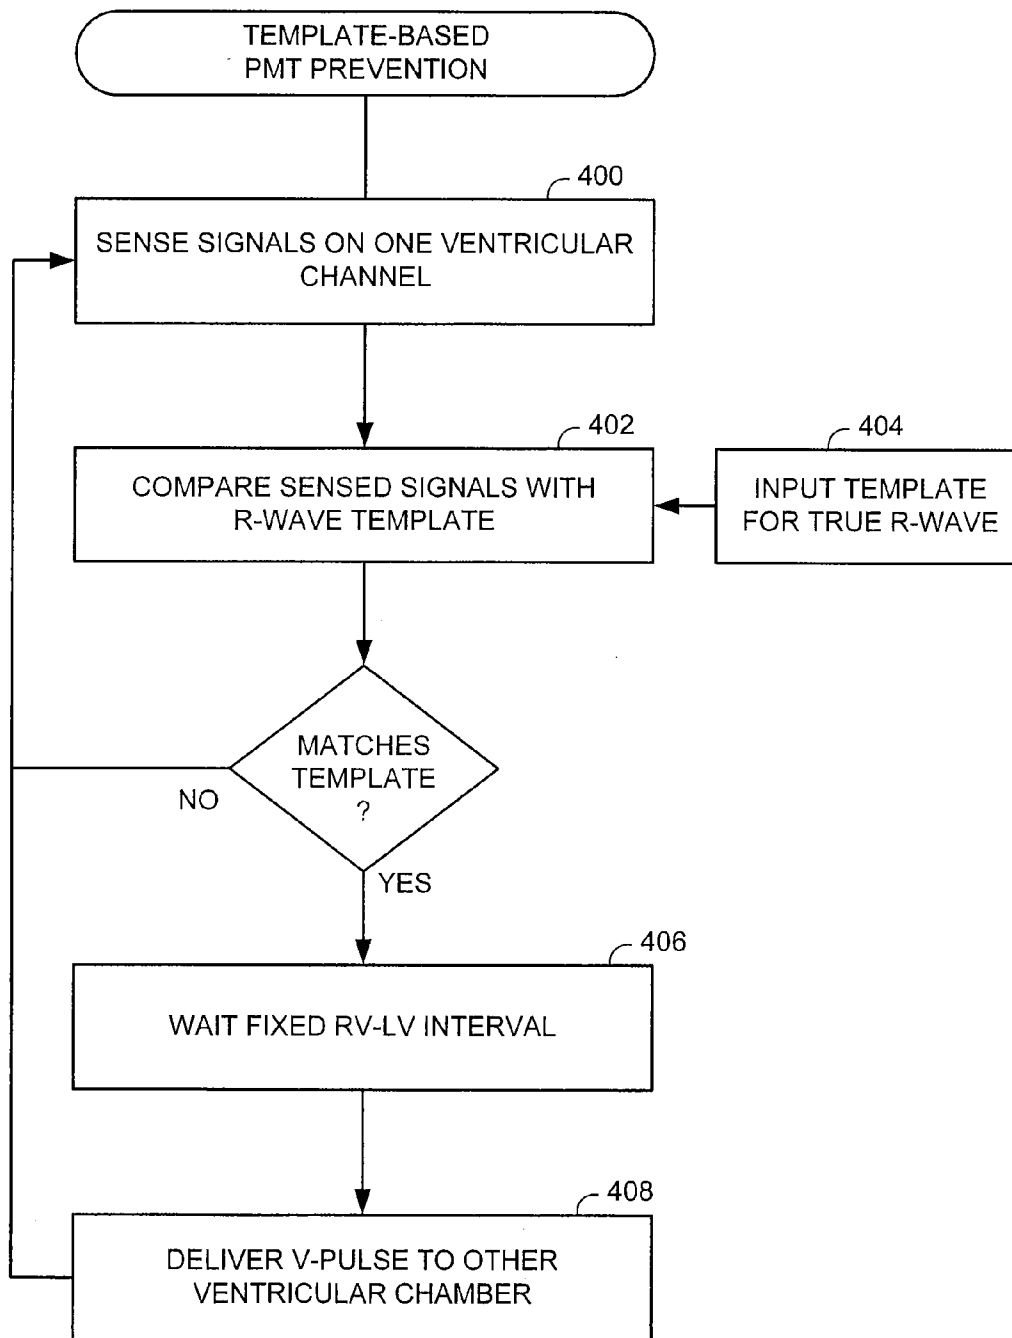 TEMPLATE-BASED
PMT PREVENTION
400
SENSE SIGNALS ON ONE VENTRICULAR
CHANNEL
402
COMPARE SENSED SIGNALS WITH
R-WAVE TEMPLATE
404
INPUT TEMPLATE
FOR TRUE R-WAVE
MATCHES
TEMPLATE
?
NO
YES
406
WAIT FIXED RV-LV INTERVAL
408
DELIVER V-PULSE TO OTHER
VENTRICULAR CHAMBER